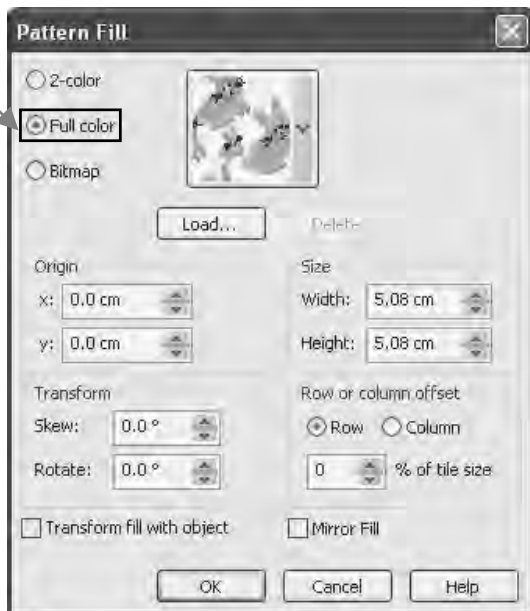 Pattern Fill
2-color
Full color
Bitmap
Load... Delete
Origin Size
x: 0.0 cm Width: 5.08 cm
y: 0.0 cm Height: 5.08 cm
Transform Row or column offset
Skew: 0.0 ° Row Column
Rotate: 0.0 ° 0 % of tile size
Transform fill with object Mirror Fill
OK Cancel Help